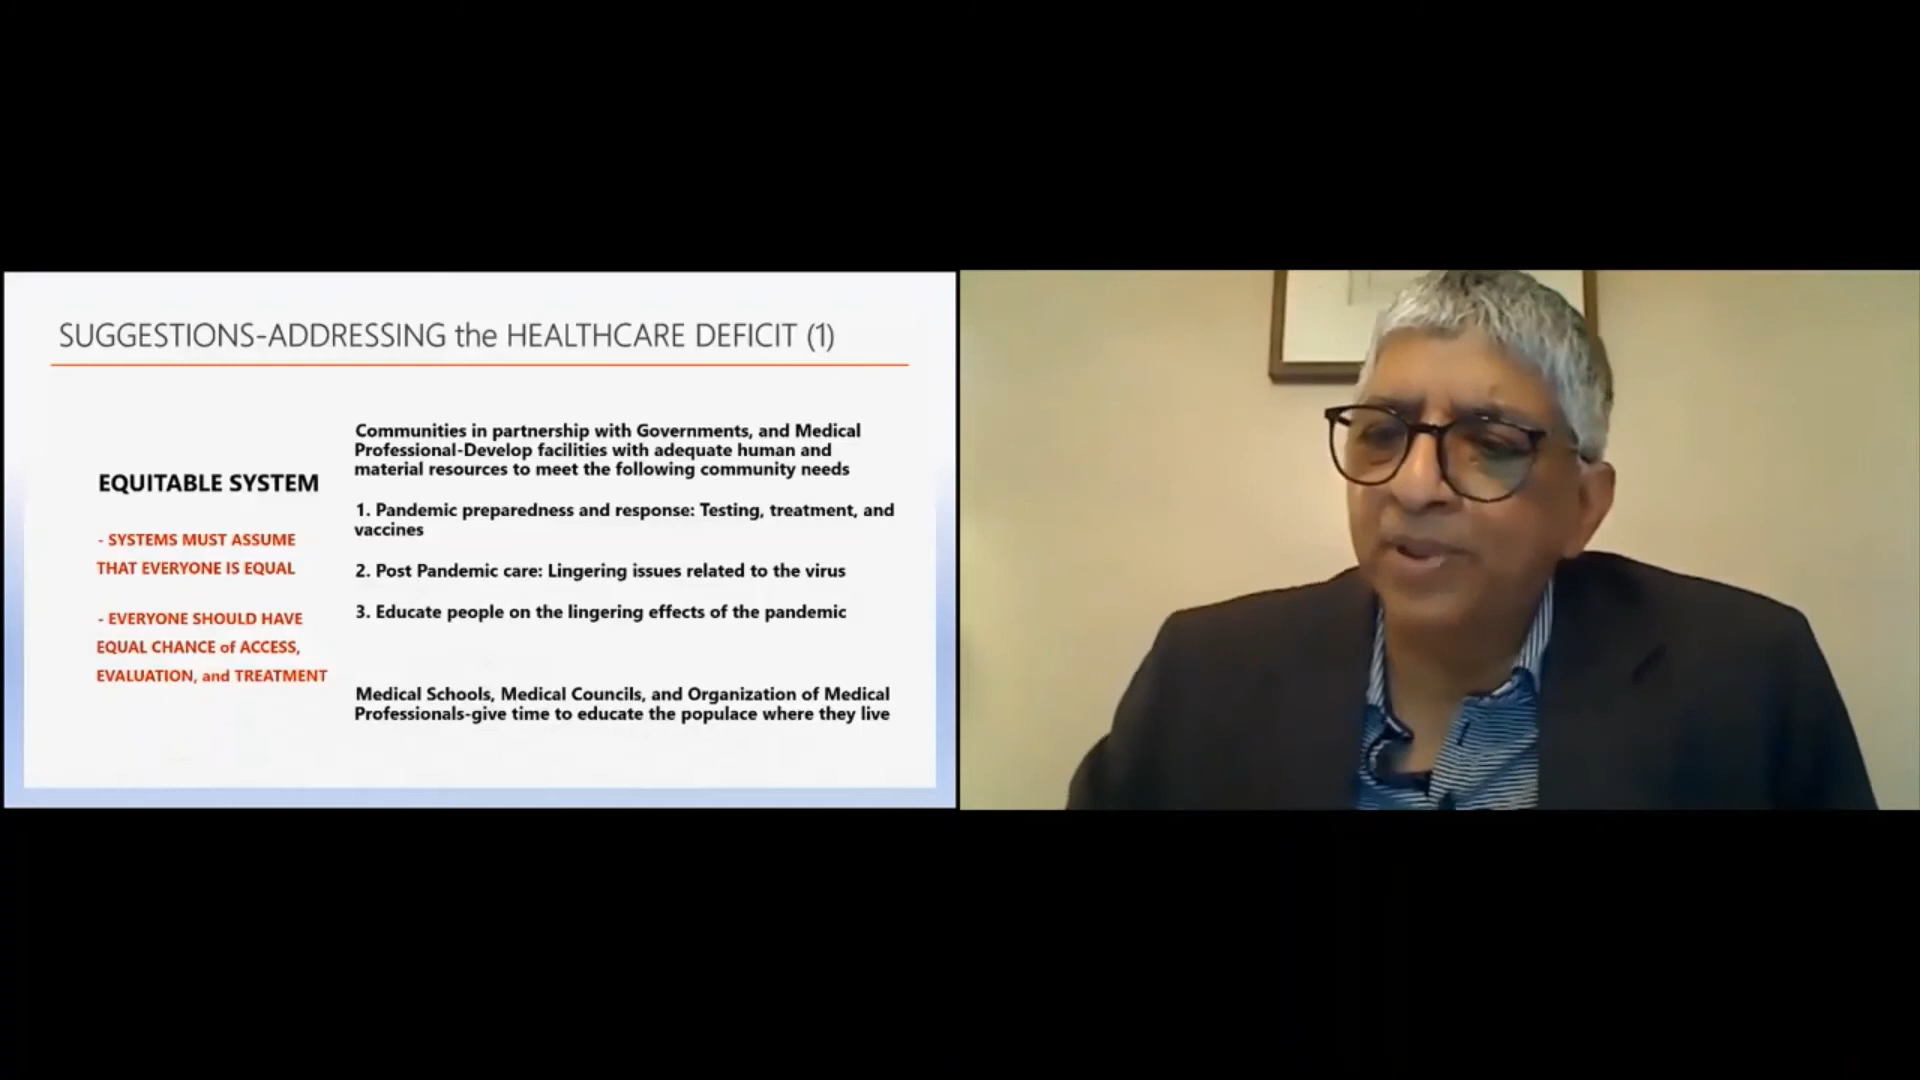 SUGGESTIONS-ADDRESSING the HEALTHCARE DEFICIT (1)
EQUITABLE SYSTEM
- SYSTEMS MUST ASSUME
THAT EVERYONE IS EQUAL
- EVERYONE SHOULD HAVE
EQUAL CHANCE of ACCESS,
EVALUATION, and TREATMENT
Communities in partnership with Governments, and Medical
Professional-Develop facilities with adequate human and
material resources to meet the following community needs
1. Pandemic preparedness and response: Testing, treatment, and
vaccines
2. Post Pandemic care: Lingering issues related to the virus
3. Educate people on the lingering effects of the pandemic
Medical Schools, Medical Councils, and Organization of Medical
Professionals-give time to educate the populace where they live